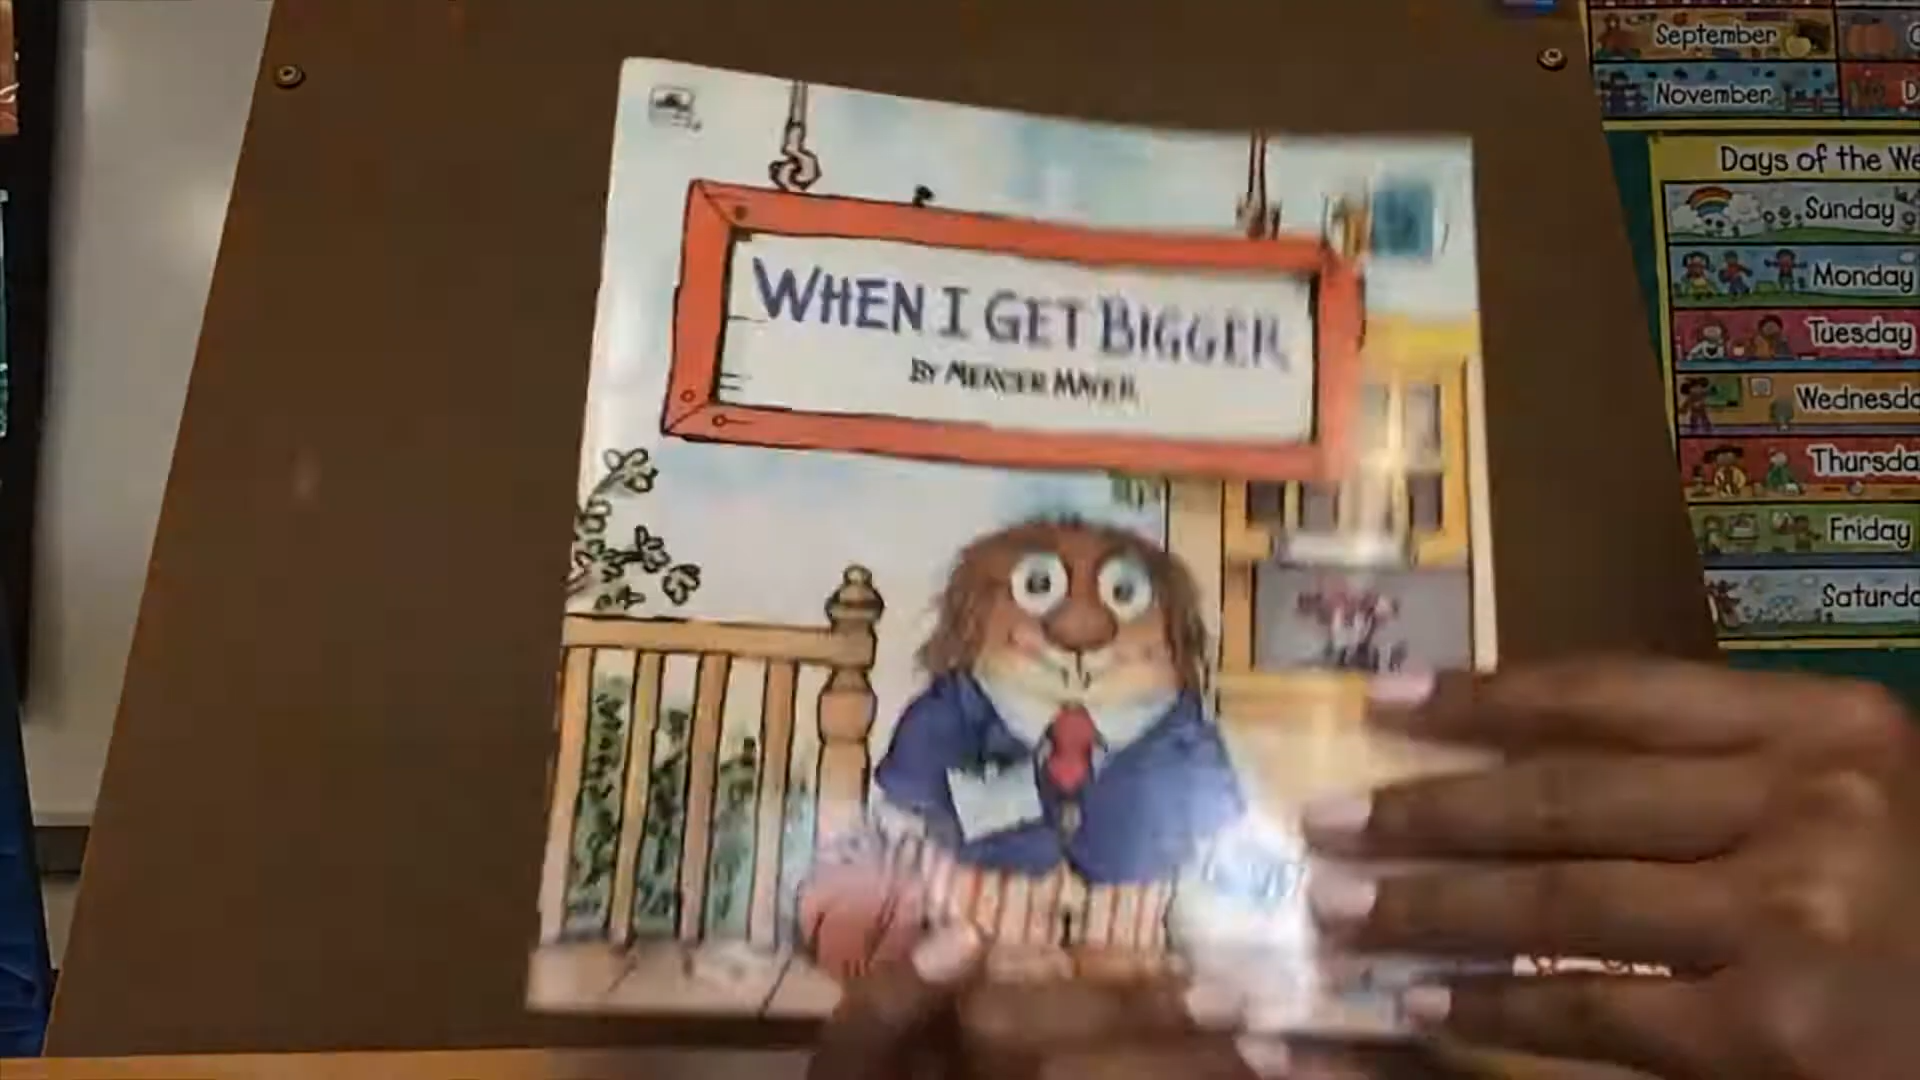 WHEN I GET BIGGER
BY MERCER MAYER
September
November
Days of the We
Sunday
Monday
Tuesday
Wednesda
Thursda
Friday
Saturda